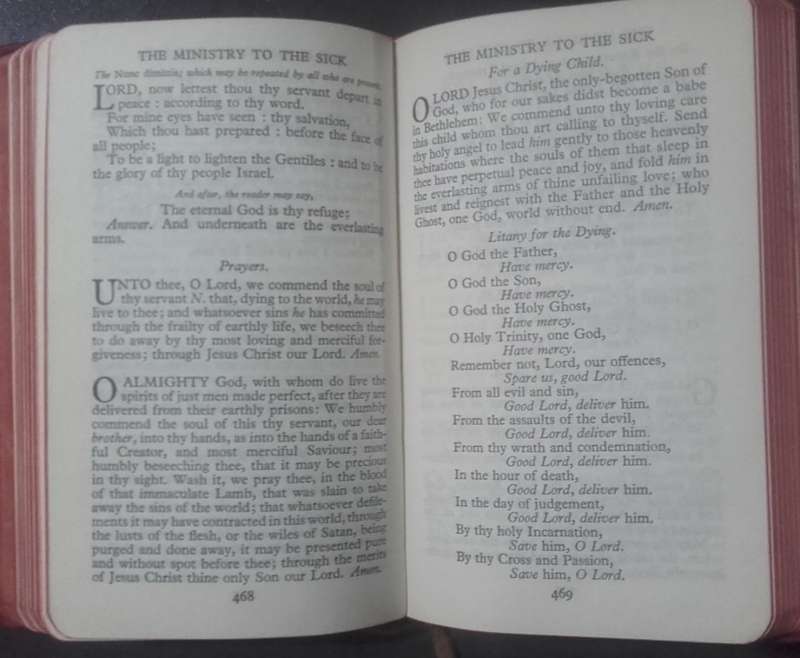 THE MINISTRY TO THE SICK
The Nunc dimittis; which may be repeated by all who are present.
LORD, now lettest thou thy servant depart in
peace : according to thy word.
For mine eyes have seen : thy salvation,
Which thou hast prepared : before the face of
all people;
To be a light to lighten the Gentiles : and to be
the glory of thy people Israel.
And after, the reader may say,
The eternal God is thy refuge;
Answer. And underneath are the everlasting
arms.
Prayers.
UNTO thee, O Lord, we commend the soul of
thy servant N. that, dying to the world, he may
live to thee; and whatsoever sins he has committed
through the frailty of earthly life, we beseech thee
to do away by thy most loving and merciful for-
giveness; through Jesus Christ our Lord. Amen.
O ALMIGHTY God, with whom do live the
spirits of just men made perfect, after they are
delivered from their earthly prisons: We humbly
commend the soul of this thy servant, our dear
brother, into thy hands, as into the hands of a faith-
ful Creator, and most merciful Saviour; most
humbly beseeching thee, that it may be precious
in thy sight. Wash it, we pray thee, in the blood
of that immaculate Lamb, that was slain to take
away the sins of the world; that whatsoever defile-
ments it may have contracted in this world, through
the lusts of the flesh, or the wiles of Satan, being
purged and done away, it may be presented pure
and without spot before thee; through the merits
of Jesus Christ thine only Son our Lord. Amen.
468
THE MINISTRY TO THE SICK
For a Dying Child.
O LORD Jesus Christ, the only-begotten Son of
God, who for our sakes didst become a babe
in Bethlehem: We commend unto thy loving care
this child whom thou art calling to thyself. Send
thy holy angel to lead him gently to those heavenly
habitations where the souls of them that sleep in
thee have perpetual peace and joy, and fold him in
the everlasting arms of thine unfailing love; who
livest and reignest with the Father and the Holy
Ghost, one God, world without end. Amen.
Litany for the Dying.
O God the Father,
Have mercy.
O God the Son,
Have mercy.
O God the Holy Ghost,
Have mercy.
O Holy Trinity, one God,
Have mercy.
Remember not, Lord, our offences,
Spare us, good Lord.
From all evil and sin,
Good Lord, deliver him.
From the assaults of the devil,
Good Lord, deliver him.
From thy wrath and condemnation,
Good Lord, deliver him.
In the hour of death,
Good Lord, deliver him.
In the day of judgement,
Good Lord, deliver him.
By thy holy Incarnation,
Save him, O Lord.
By thy Cross and Passion,
Save him, O Lord.
469